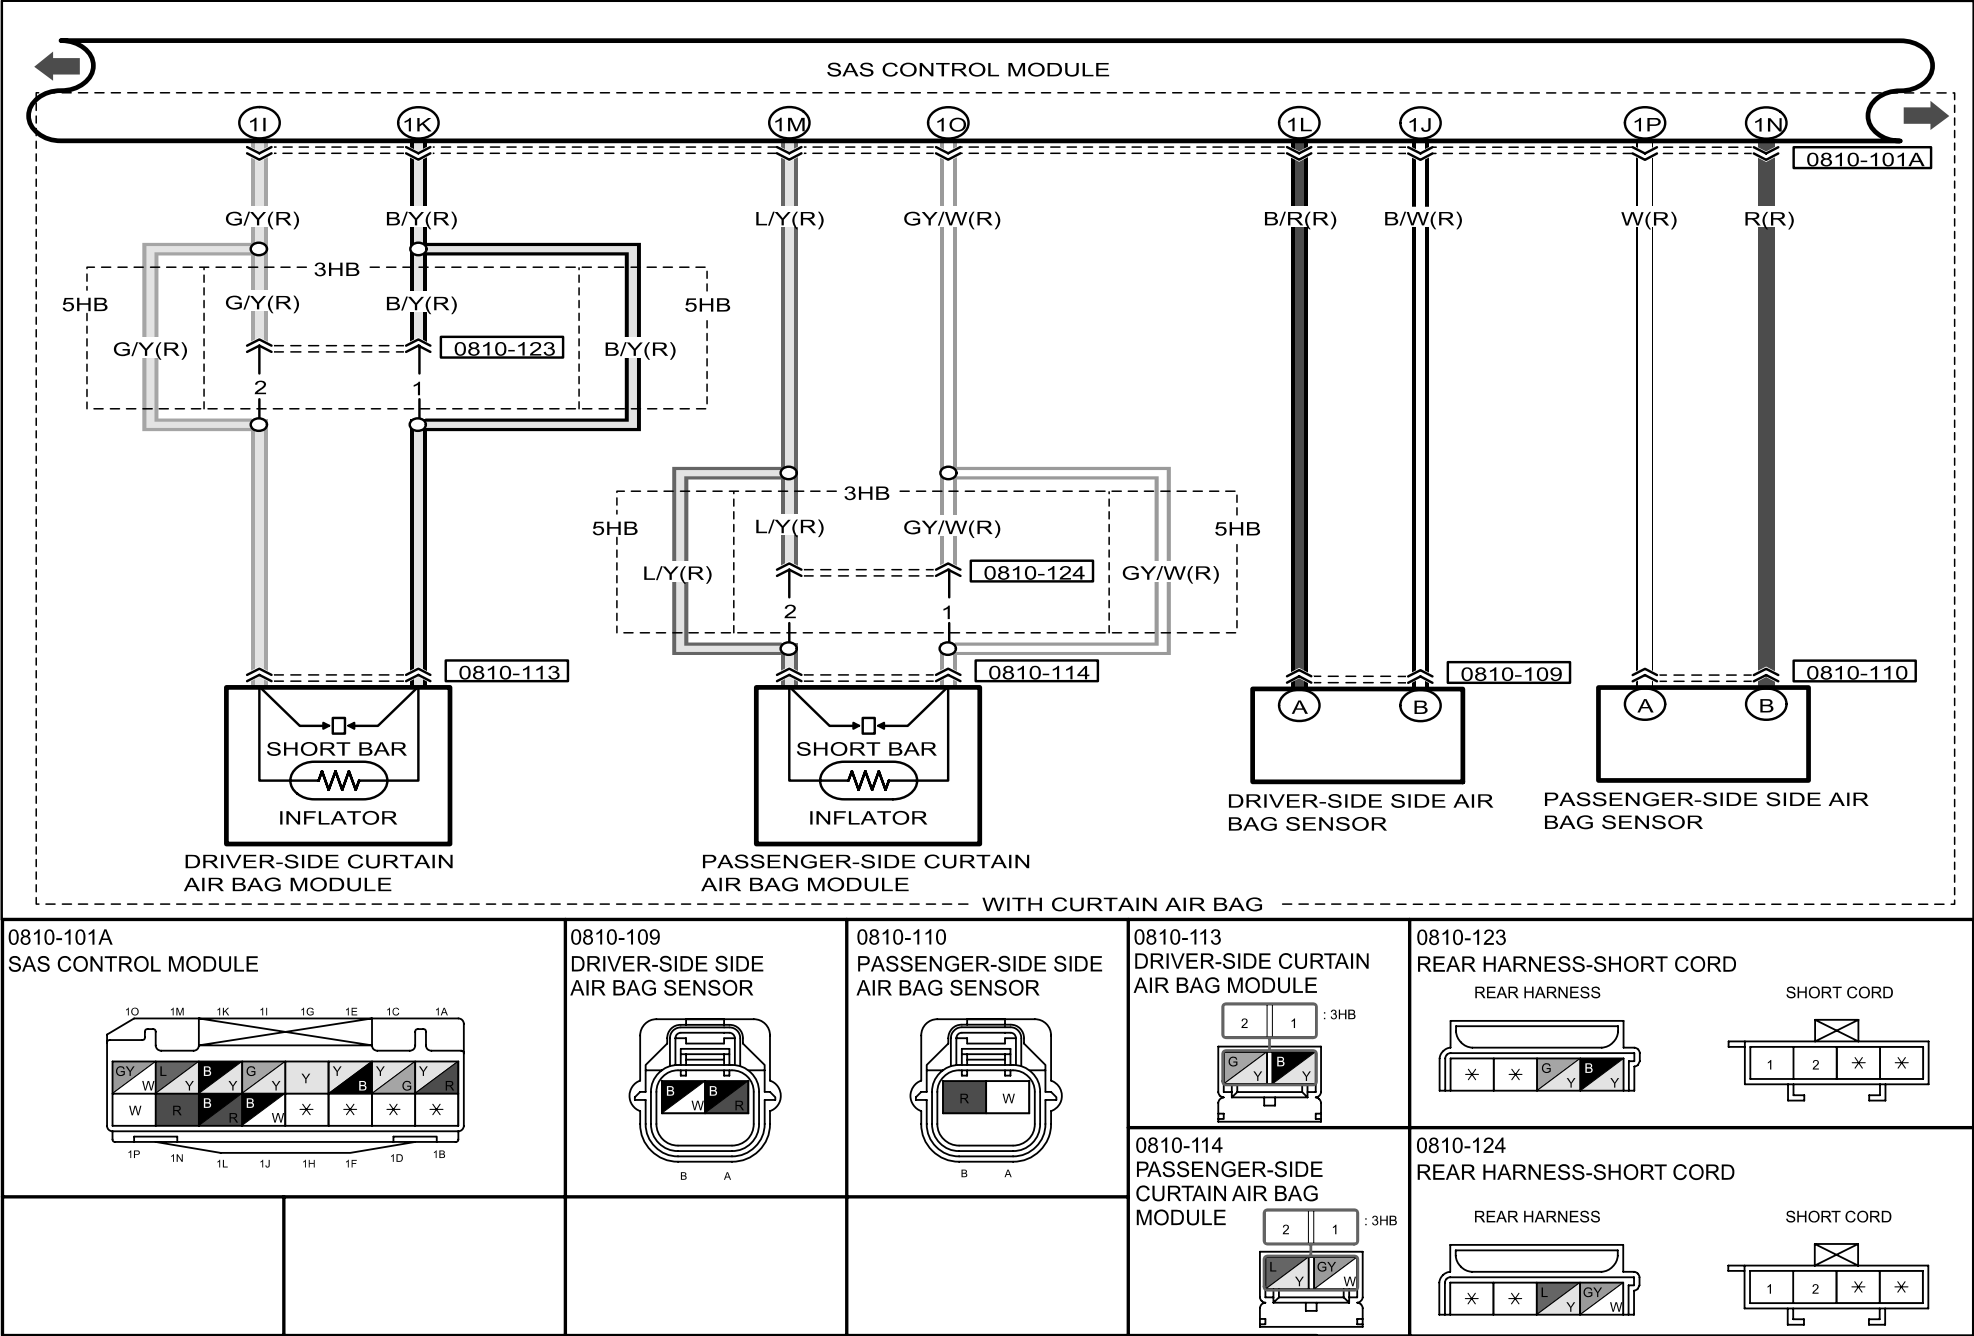 SAS CONTROL MODULE
1I 1K 1M 1O 1L 1J 1P 1N
0810-101A
G/Y(R) B/Y(R) L/Y(R) GY/W(R) B/R(R) B/W(R) W(R) R(R)
3HB
5HB G/Y(R) B/Y(R) 5HB
G/Y(R) 0810-123 B/Y(R)
2 1
3HB
5HB L/Y(R) GY/W(R) 5HB
L/Y(R) 0810-124 GY/W(R)
2 1
0810-113 0810-114 0810-109 0810-110
A B A B
SHORT BAR SHORT BAR
INFLATOR INFLATOR
DRIVER-SIDE SIDE AIR
BAG SENSOR
PASSENGER-SIDE SIDE AIR
BAG SENSOR
DRIVER-SIDE CURTAIN
AIR BAG MODULE
PASSENGER-SIDE CURTAIN
AIR BAG MODULE
WITH CURTAIN AIR BAG
0810-101A
SAS CONTROL MODULE
1O 1M 1K 1I 1G 1E 1C 1A
GY W L Y B Y G Y Y Y B Y G Y R
W R B R B W * * * *
1P 1N 1L 1J 1H 1F 1D 1B
0810-109
DRIVER-SIDE SIDE
AIR BAG SENSOR
B W B R
B A
0810-110
PASSENGER-SIDE SIDE
AIR BAG SENSOR
R W
B A
0810-113
DRIVER-SIDE CURTAIN
AIR BAG MODULE
2 1 : 3HB
G Y B Y
0810-114
PASSENGER-SIDE
CURTAIN AIR BAG
MODULE
2 1 : 3HB
L Y GY W
0810-123
REAR HARNESS-SHORT CORD
REAR HARNESS SHORT CORD
* * G Y B Y
1 2 * *
0810-124
REAR HARNESS-SHORT CORD
REAR HARNESS SHORT CORD
* * L Y GY W
1 2 * *